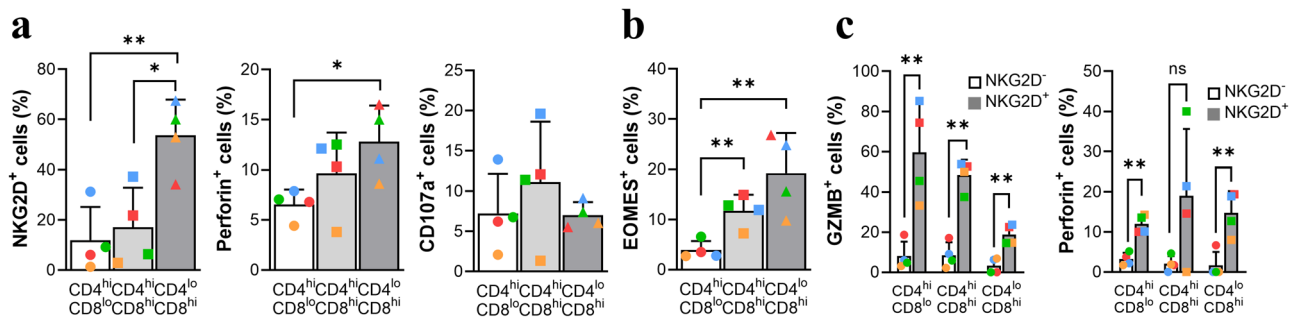 a
b
c
NKG2D⁺ cells (%)
80
60
40
20
0
**
*
CD4ʰⁱ CD4ʰⁱ CD4ˡᵒ
CD8ˡᵒ CD8ʰⁱ CD8ʰⁱ
Perforin⁺ cells (%)
20
15
10
5
0
*
CD4ʰⁱ CD4ʰⁱ CD4ˡᵒ
CD8ˡᵒ CD8ʰⁱ CD8ʰⁱ
CD107a⁺ cells (%)
25
20
15
10
5
0
CD4ʰⁱ CD4ʰⁱ CD4ˡᵒ
CD8ˡᵒ CD8ʰⁱ CD8ʰⁱ
EOMES⁺ cells (%)
40
30
20
10
0
**
**
CD4ʰⁱ CD4ʰⁱ CD4ˡᵒ
CD8ˡᵒ CD8ʰⁱ CD8ʰⁱ
GZMB⁺ cells (%)
100
80
60
40
20
0
**
**
**
NKG2D⁻
NKG2D⁺
CD4ʰⁱ CD4ʰⁱ CD4ˡᵒ
CD8ˡᵒ CD8ʰⁱ CD8ʰⁱ
Perforin⁺ cells (%)
50
40
30
20
10
0
**
ns
**
NKG2D⁻
NKG2D⁺
CD4ʰⁱ CD4ʰⁱ CD4ˡᵒ
CD8ˡᵒ CD8ʰⁱ CD8ʰⁱ